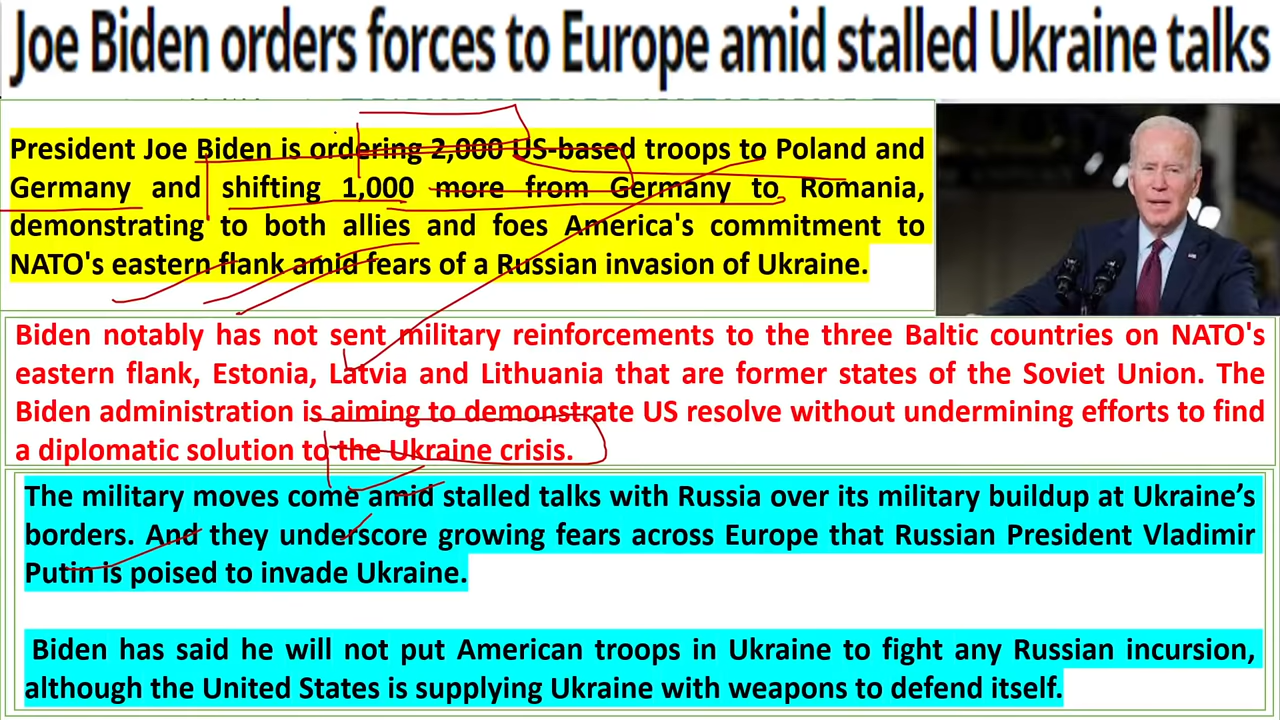 Joe Biden orders forces to Europe amid stalled Ukraine talks
President Joe Biden is ordering 2,000 US-based troops to Poland and
Germany and shifting 1,000 more from Germany to Romania,
demonstrating to both allies and foes America's commitment to
NATO's eastern flank amid fears of a Russian invasion of Ukraine.
Biden notably has not sent military reinforcements to the three Baltic countries on NATO's
eastern flank, Estonia, Latvia and Lithuania that are former states of the Soviet Union. The
Biden administration is aiming to demonstrate US resolve without undermining efforts to find
a diplomatic solution to the Ukraine crisis.
The military moves come amid stalled talks with Russia over its military buildup at Ukraine’s
borders. And they underscore growing fears across Europe that Russian President Vladimir
Putin is poised to invade Ukraine.
Biden has said he will not put American troops in Ukraine to fight any Russian incursion,
although the United States is supplying Ukraine with weapons to defend itself.